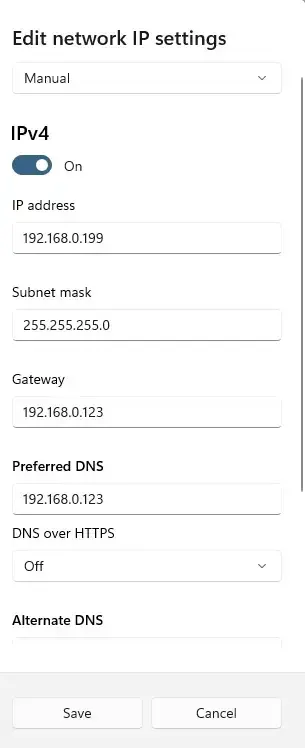 Edit network IP settings
Manual
IPv4
On
IP address
192.168.0.199
Subnet mask
255.255.255.0
Gateway
192.168.0.123
Preferred DNS
192.168.0.123
DNS over HTTPS
Off
Alternate DNS
Save
Cancel